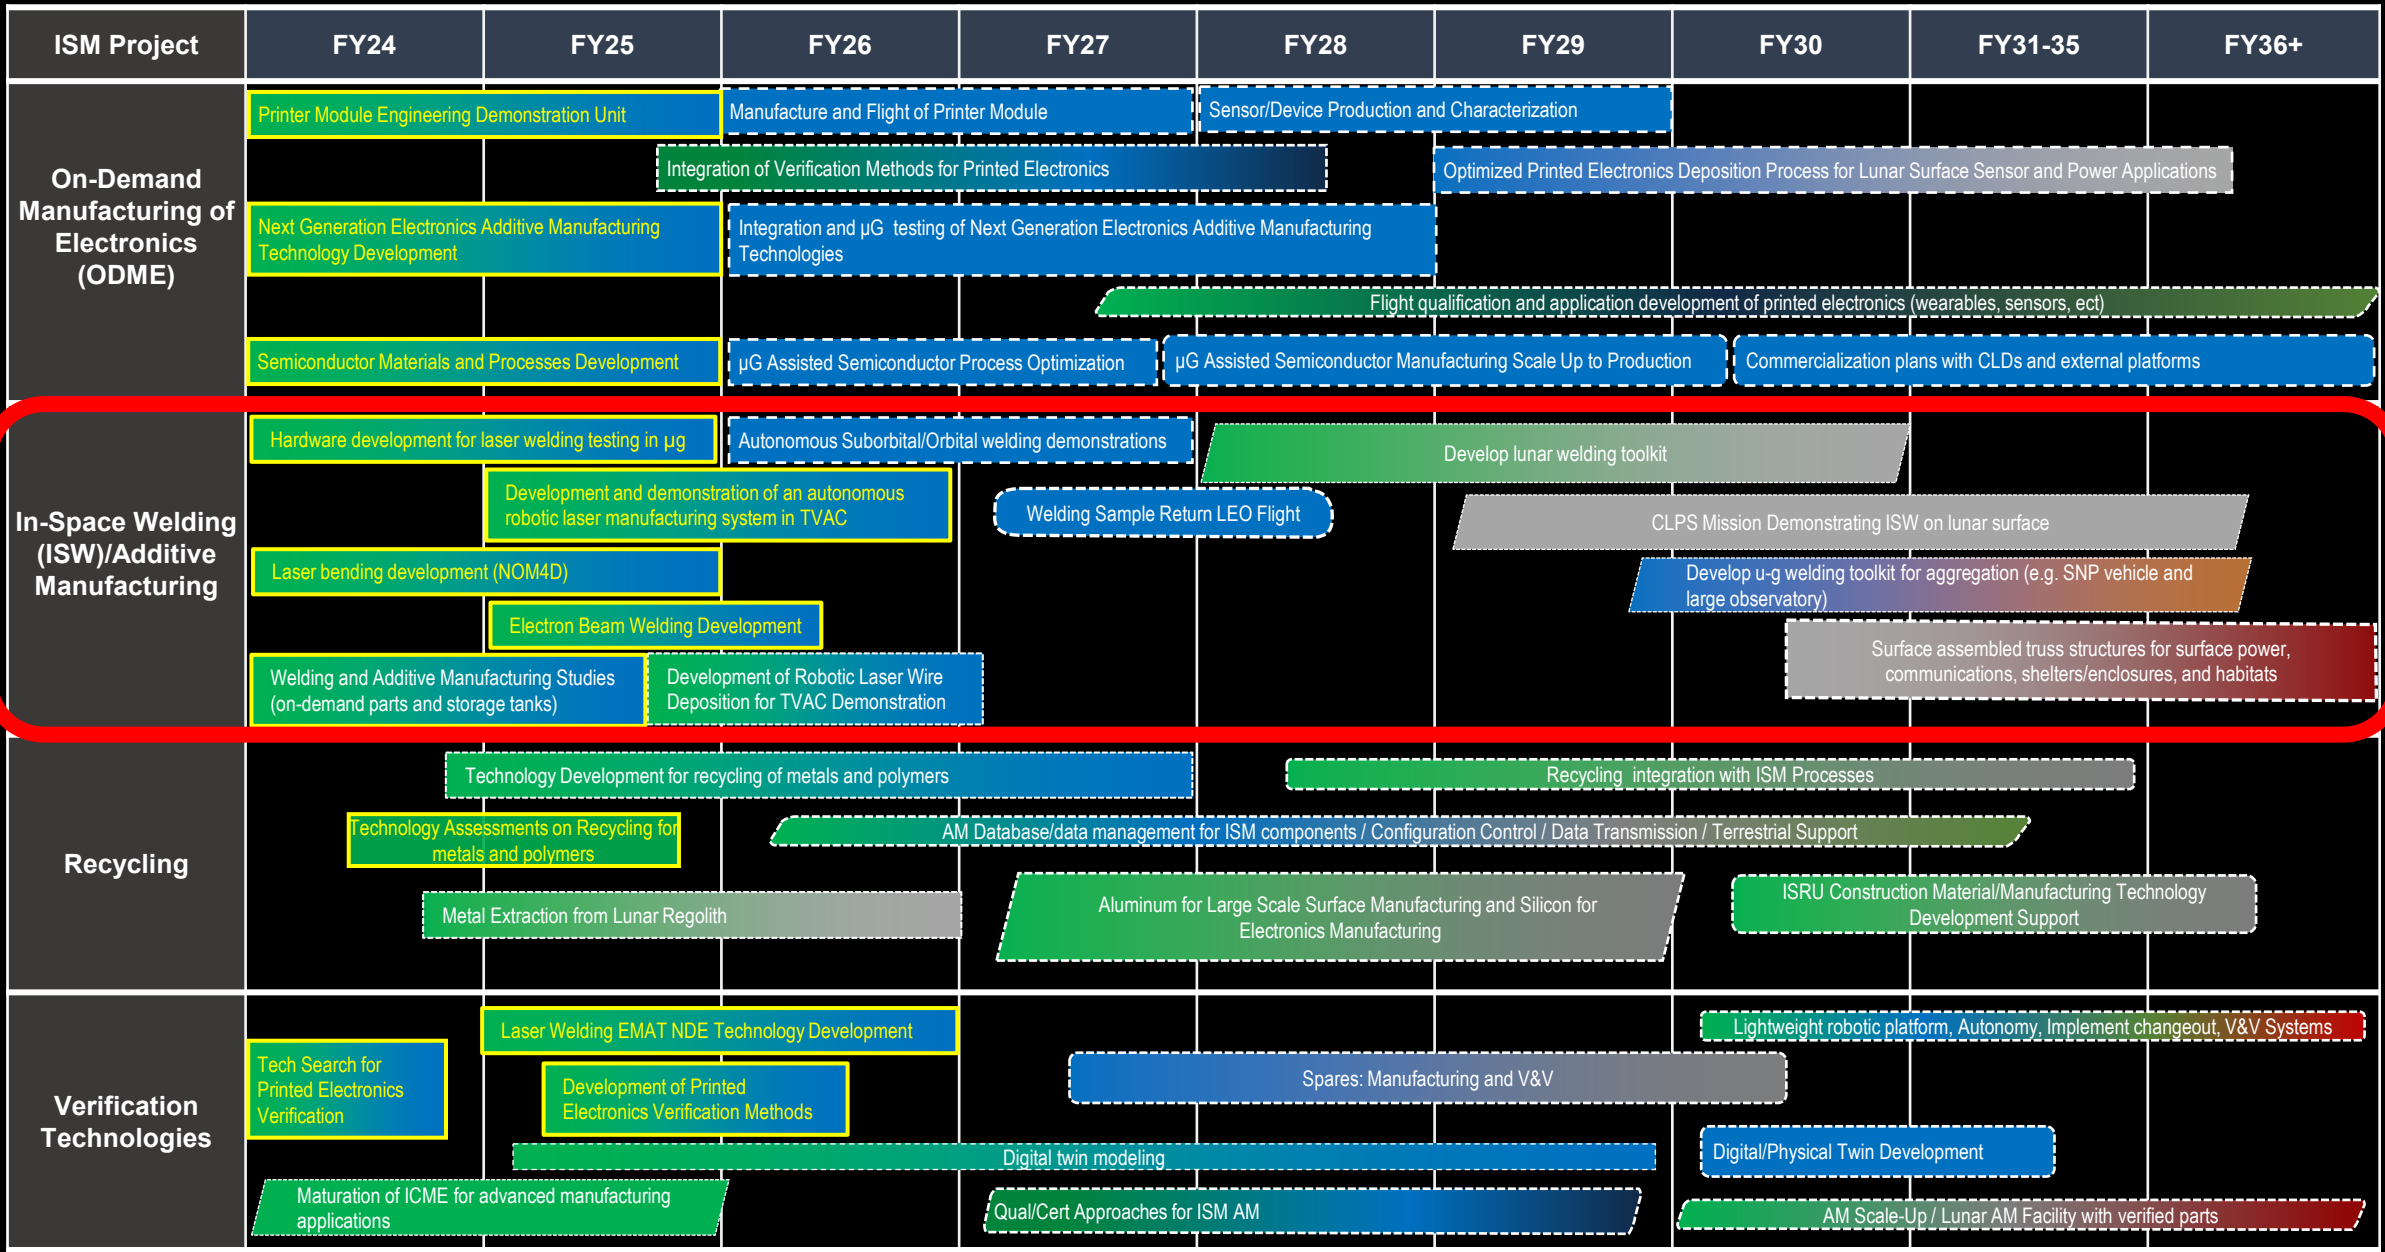 ISM Project
FY24
FY25
FY26
FY27
FY28
FY29
FY30
FY31-35
FY36+
On-Demand
Manufacturing of
Electronics
(ODME)
Printer Module Engineering Demonstration Unit
Manufacture and Flight of Printer Module
Sensor/Device Production and Characterization
Integration of Verification Methods for Printed Electronics
Optimized Printed Electronics Deposition Process for Lunar Surface Sensor and Power Applications
Next Generation Electronics Additive Manufacturing
Technology Development
Integration and µG testing of Next Generation Electronics Additive Manufacturing
Technologies
Flight qualification and application development of printed electronics (wearables, sensors, ect)
Semiconductor Materials and Processes Development
µG Assisted Semiconductor Process Optimization
µG Assisted Semiconductor Manufacturing Scale Up to Production
Commercialization plans with CLDs and external platforms
In-Space Welding
(ISW)/Additive
Manufacturing
Hardware development for laser welding testing in µg
Autonomous Suborbital/Orbital welding demonstrations
Develop lunar welding toolkit
Development and demonstration of an autonomous
robotic laser manufacturing system in TVAC
Welding Sample Return LEO Flight
CLPS Mission Demonstrating ISW on lunar surface
Laser bending development (NOM4D)
Develop u-g welding toolkit for aggregation (e.g. SNP vehicle and
large observatory)
Electron Beam Welding Development
Welding and Additive Manufacturing Studies
(on-demand parts and storage tanks)
Development of Robotic Laser Wire
Deposition for TVAC Demonstration
Surface assembled truss structures for surface power,
communications, shelters/enclosures, and habitats
Recycling
Technology Development for recycling of metals and polymers
Recycling integration with ISM Processes
Technology Assessments on Recycling for
metals and polymers
AM Database/data management for ISM components / Configuration Control / Data Transmission / Terrestrial Support
Metal Extraction from Lunar Regolith
Aluminum for Large Scale Surface Manufacturing and Silicon for
Electronics Manufacturing
ISRU Construction Material/Manufacturing Technology
Development Support
Verification
Technologies
Laser Welding EMAT NDE Technology Development
Lightweight robotic platform, Autonomy, Implement changeout, V&V Systems
Tech Search for
Printed Electronics
Verification
Development of Printed
Electronics Verification Methods
Spares: Manufacturing and V&V
Digital twin modeling
Digital/Physical Twin Development
Maturation of ICME for advanced manufacturing
applications
Qual/Cert Approaches for ISM AM
AM Scale-Up / Lunar AM Facility with verified parts